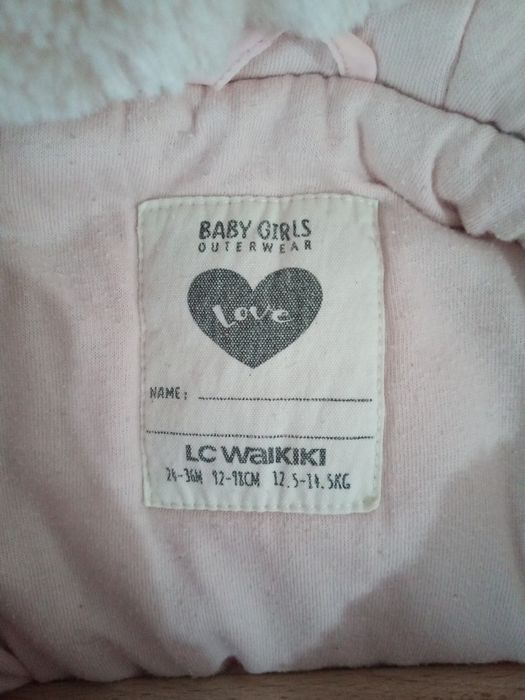 BABY GIRLS
OUTERWEAR
Love
NAME:
LC WAIKIKI
24-36M 92-98CM 12.5-14.5KG